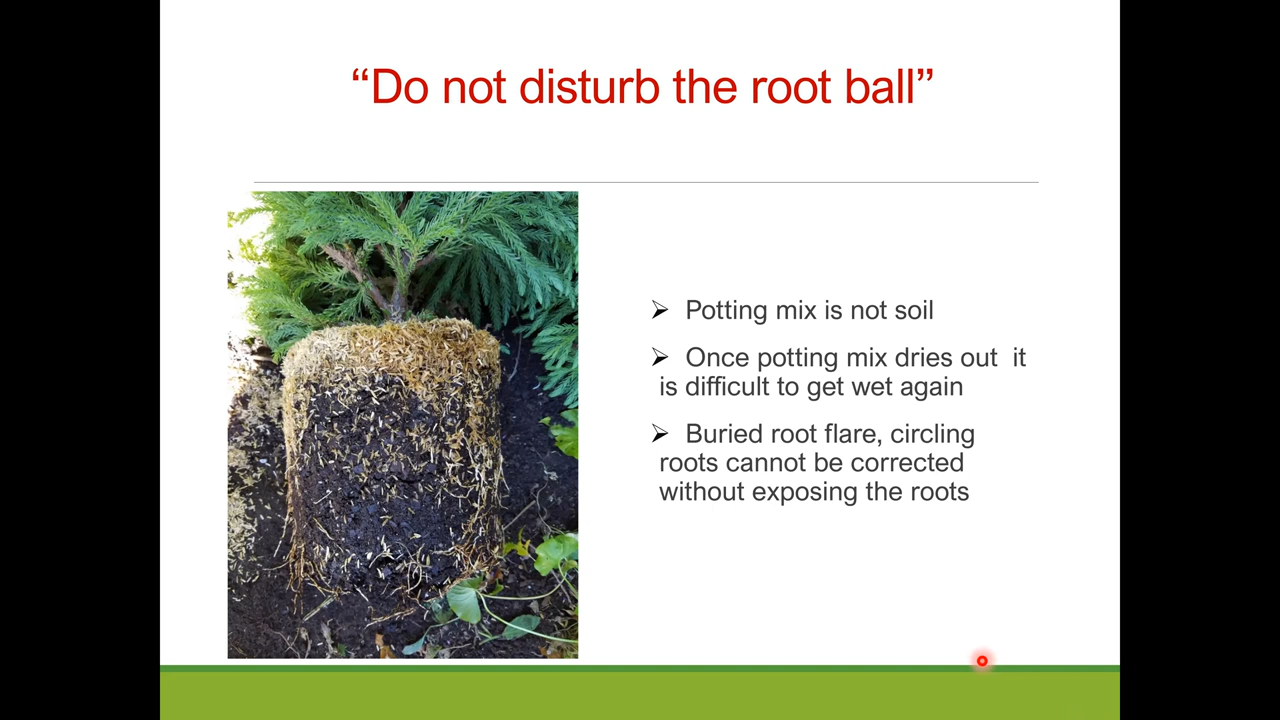 “Do not disturb the root ball”
➢ Potting mix is not soil
➢ Once potting mix dries out  it
is difficult to get wet again
➢ Buried root flare, circling
roots cannot be corrected
without exposing the roots